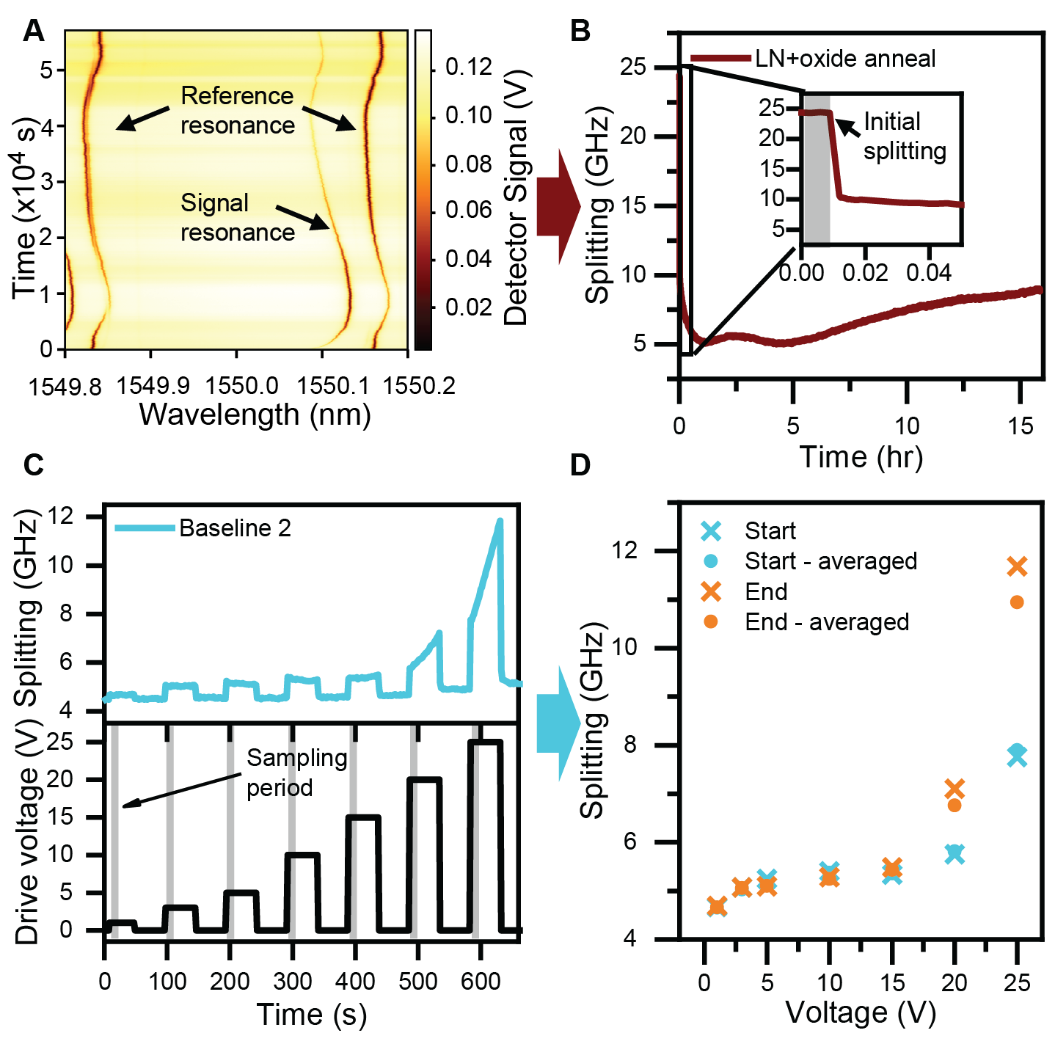 A
5
4
3
2
1
0
Time (x10⁴ s)
Reference
resonance
Signal
resonance
1549.8 1549.9 1550.0 1550.1 1550.2
Wavelength (nm)
0.12
0.10
0.08
0.06
0.04
0.02
Detector Signal (V)
B
LN+oxide anneal
25
20
15
10
5
Splitting (GHz)
25
20
15
10
5
Initial
splitting
0.00 0.02 0.04
0 5 10 15
Time (hr)
C
Baseline 2
12
10
8
6
4
Splitting (GHz)
25
20
15
10
5
0
Drive voltage (V)
Sampling
period
0 100 200 300 400 500 600
Time (s)
D
Start
Start - averaged
End
End - averaged
12
10
8
6
4
Splitting (GHz)
0 5 10 15 20 25
Voltage (V)